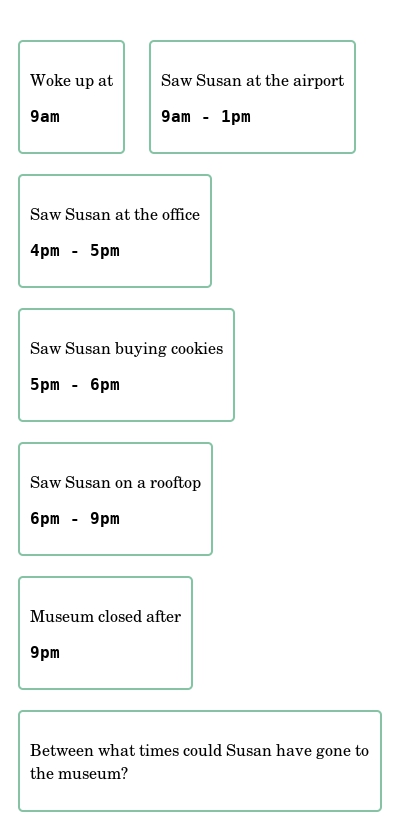 Woke up at
9am
Saw Susan at the airport
9am - 1pm
Saw Susan at the office
4pm - 5pm
Saw Susan buying cookies
5pm - 6pm
Saw Susan on a rooftop
6pm - 9pm
Museum closed after
9pm
Between what times could Susan have gone to
the museum?